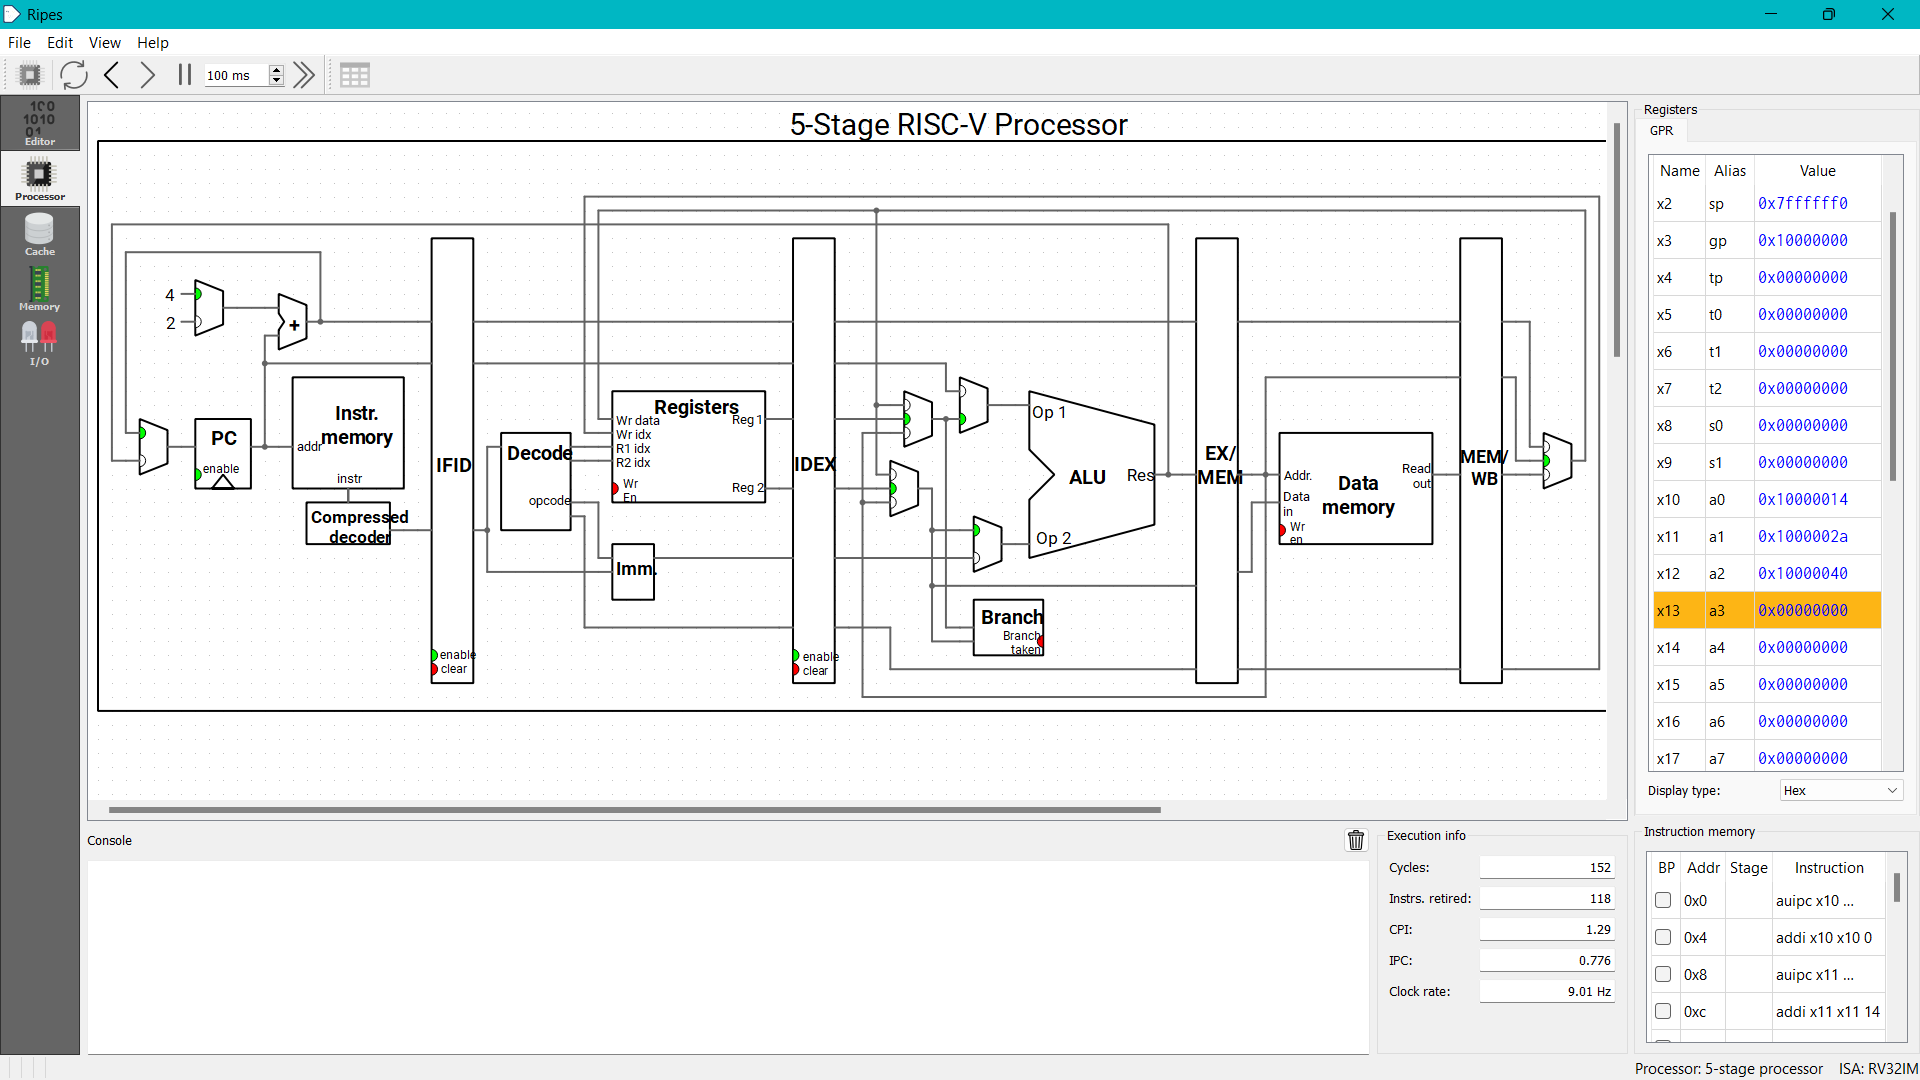 Ripes
File Edit View Help
100 ms
100
1010
01
Editor
Processor
Cache
Memory
I/O
5-Stage RISC-V Processor
4
2
+
PC
enable
Instr.
memory
addr
instr
Compressed
decoder
IFID
enable
clear
Decode
opcode
Registers
Wr data
Wr idx
R1 idx
R2 idx
Wr
En
Reg 1
Reg 2
Imm.
IDEX
enable
clear
Op 1
ALU
Res
Op 2
Branch
Branch
taken
EX/
MEM
Addr.
Data
in
Wr
en
Data
memory
Read
out
MEM/
WB
Registers
GPR
Name Alias Value
x2 sp 0x7ffffff0
x3 gp 0x10000000
x4 tp 0x00000000
x5 t0 0x00000000
x6 t1 0x00000000
x7 t2 0x00000000
x8 s0 0x00000000
x9 s1 0x00000000
x10 a0 0x10000014
x11 a1 0x1000002a
x12 a2 0x10000040
x13 a3 0x00000000
x14 a4 0x00000000
x15 a5 0x00000000
x16 a6 0x00000000
x17 a7 0x00000000
Display type: Hex
Console
Execution info
Cycles: 152
Instrs. retired: 118
CPI: 1.29
IPC: 0.776
Clock rate: 9.01 Hz
Instruction memory
BP Addr Stage Instruction
0x0 auipc x10 ...
0x4 addi x10 x10 0
0x8 auipc x11 ...
0xc addi x11 x11 14
Processor: 5-stage processor ISA: RV32IM